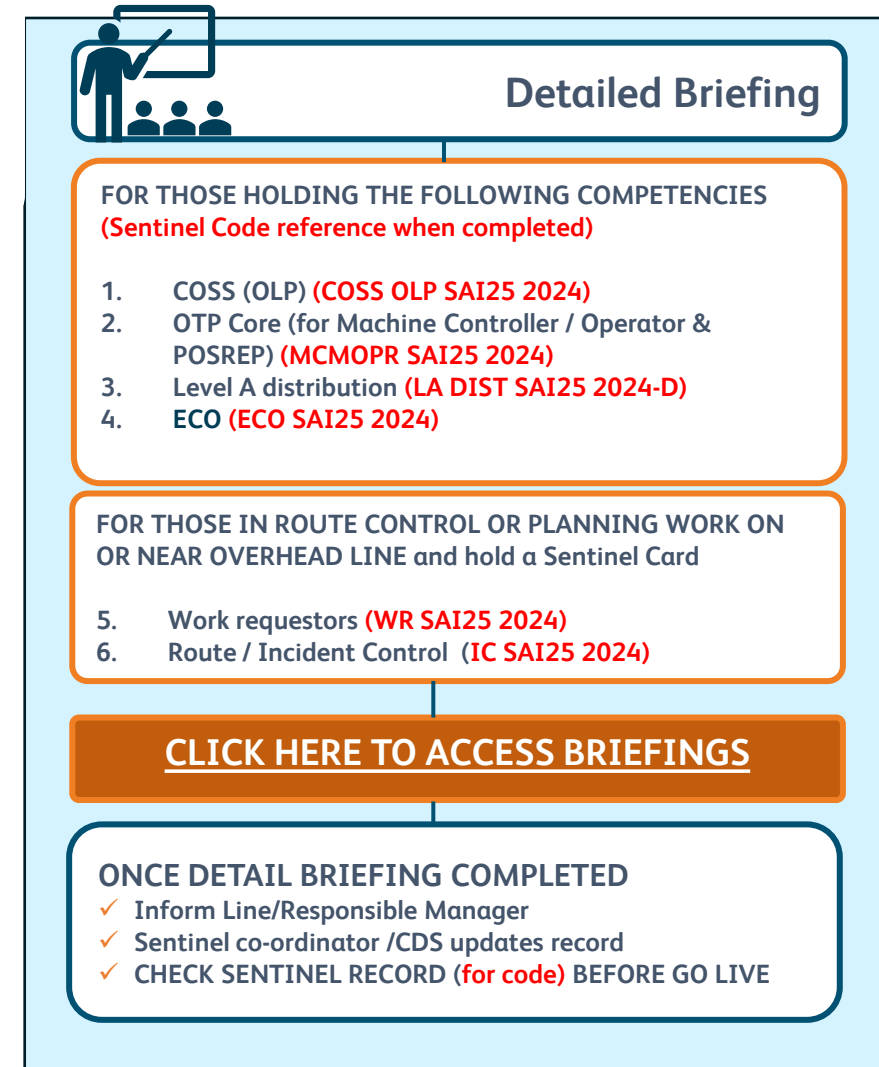 Detailed Briefing
FOR THOSE HOLDING THE FOLLOWING COMPETENCIES
(Sentinel Code reference when completed)
1. COSS (OLP) (COSS OLP SAI25 2024)
2. OTP Core (for Machine Controller / Operator &
POSREP) (MCMOPR SAI25 2024)
3. Level A distribution (LA DIST SAI25 2024-D)
4. ECO (ECO SAI25 2024)
FOR THOSE IN ROUTE CONTROL OR PLANNING WORK ON
OR NEAR OVERHEAD LINE and hold a Sentinel Card
5. Work requestors (WR SAI25 2024)
6. Route / Incident Control (IC SAI25 2024)
CLICK HERE TO ACCESS BRIEFINGS
ONCE DETAIL BRIEFING COMPLETED
✓ Inform Line/Responsible Manager
✓ Sentinel co-ordinator /CDS updates record
✓ CHECK SENTINEL RECORD (for code) BEFORE GO LIVE